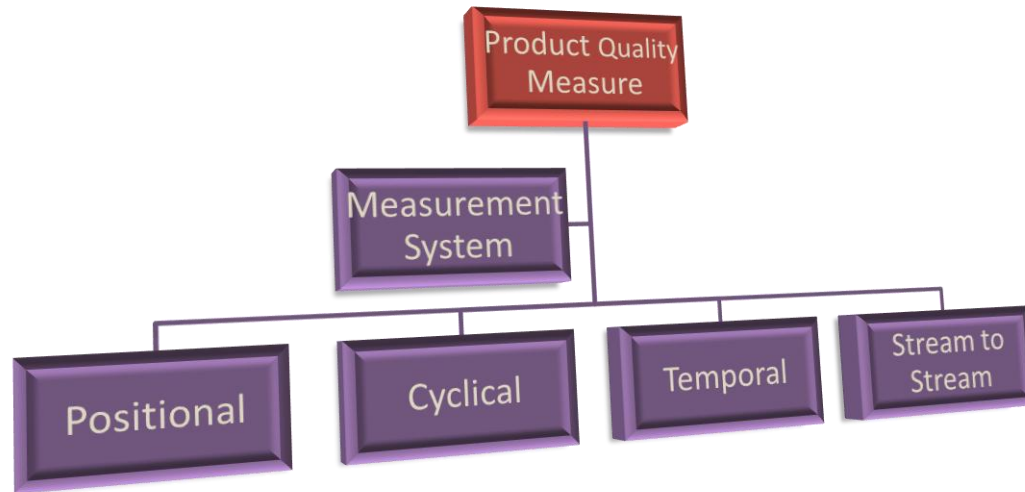 Product Quality
Measure
Measurement
System
Positional
Cyclical
Temporal
Stream to
Stream